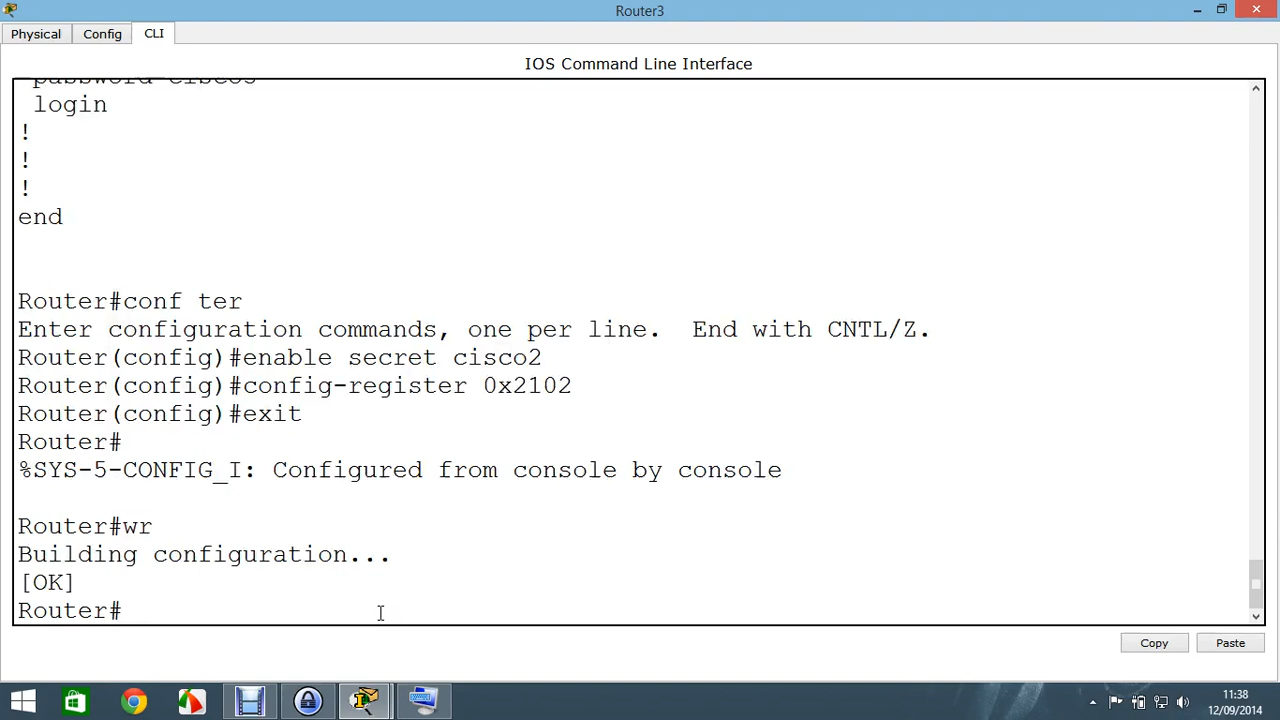 Router3
Physical
Config
CLI
IOS Command Line Interface
password cisco3
login
!
!
!
end
Router#conf ter
Enter configuration commands, one per line.  End with CNTL/Z.
Router(config)#enable secret cisco2
Router(config)#config-register 0x2102
Router(config)#exit
Router#
%SYS-5-CONFIG_I: Configured from console by console
Router#wr
Building configuration...
[OK]
Router#
Copy
Paste
11:38
12/09/2014